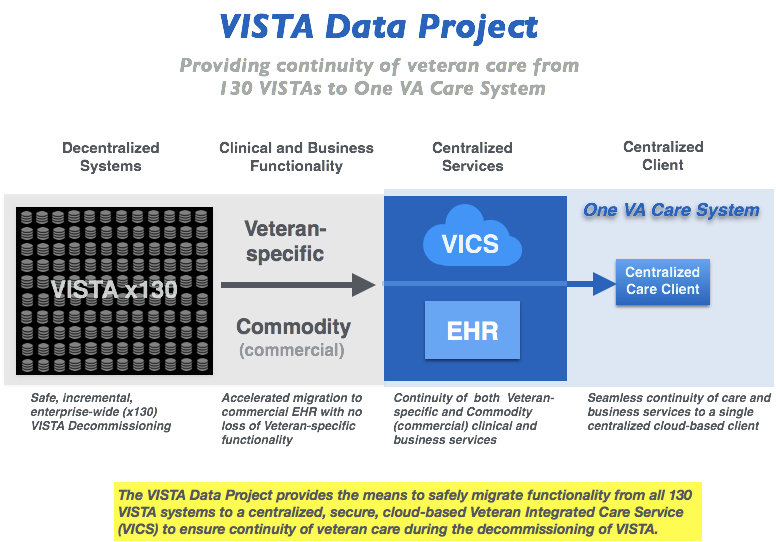 VISTA Data Project
Providing continuity of veteran care from
130 VISTAs to One VA Care System
Decentralized
Systems
Clinical and Business
Functionality
Centralized
Services
Centralized
Client
VISTA x130
Veteran-
specific
Commodity
(commercial)
VICS
EHR
One VA Care System
Centralized
Care Client
Safe, incremental,
enterprise-wide (x130)
VISTA Decommissioning
Accelerated migration to
commercial EHR with no
loss of Veteran-specific
functionality
Continuity of both Veteran-
specific and Commodity
(commercial) clinical and
business services
Seamless continuity of care and
business services to a single
centralized cloud-based client
The VISTA Data Project provides the means to safely migrate functionality from all 130
VISTA systems to a centralized, secure, cloud-based Veteran Integrated Care Service
(VICS) to ensure continuity of veteran care during the decommissioning of VISTA.